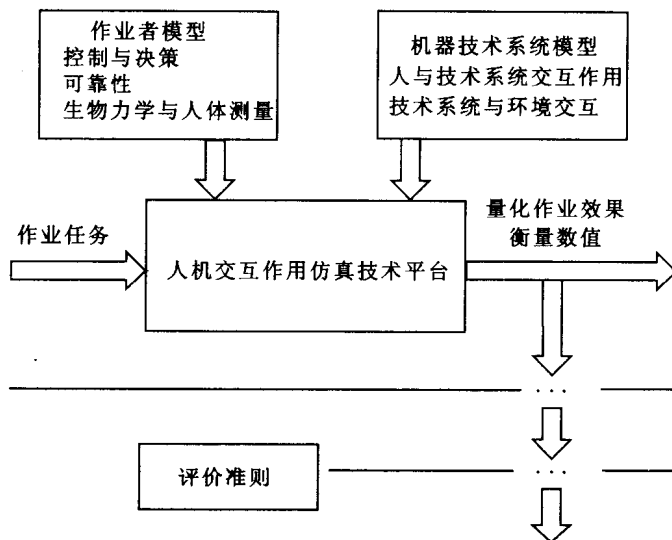 作业者模型
控制与决策
可靠性
生物力学与人体测量
机器技术系统模型
人与技术系统交互作用
技术系统与环境交互
作业任务
人机交互作用仿真技术平台
量化作业效果
衡量数值
...
评价准则
...